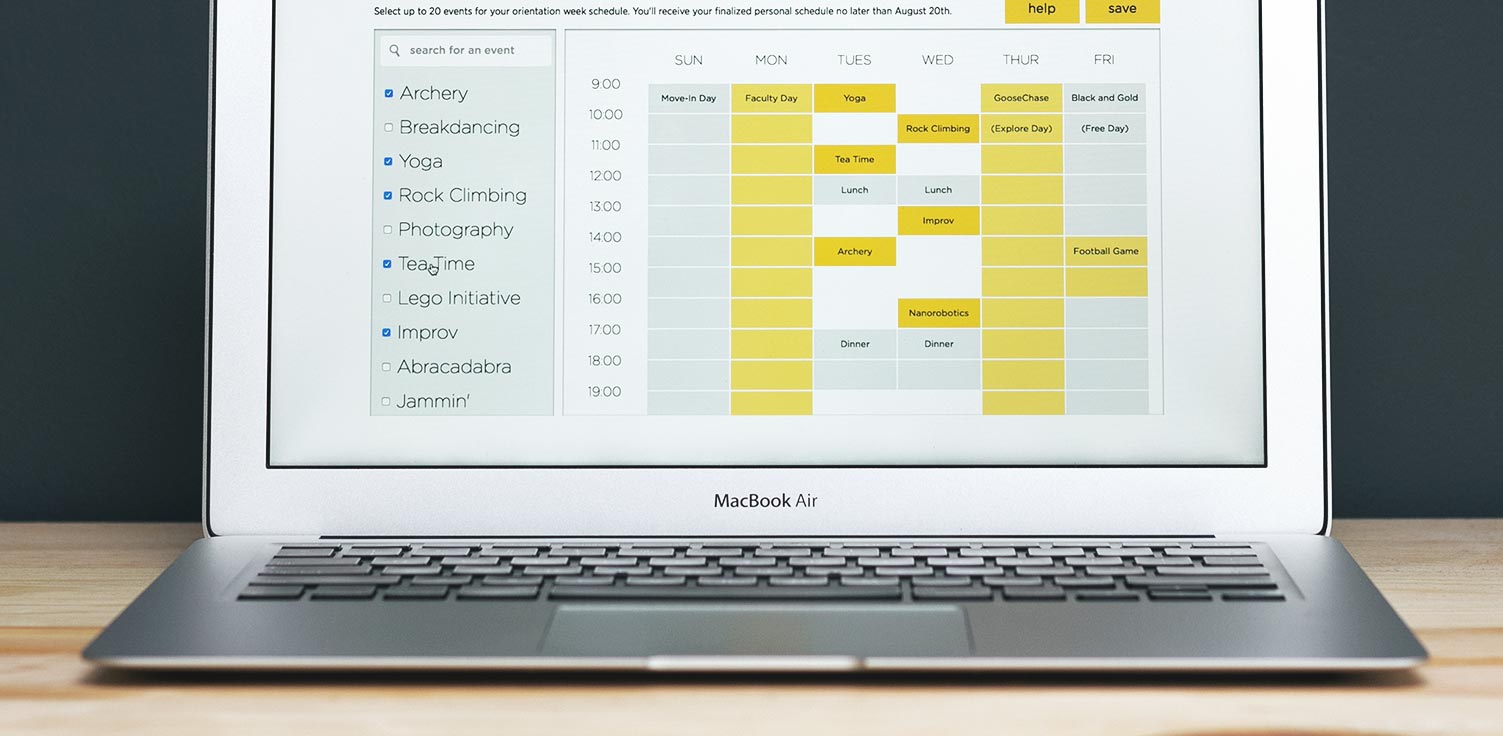 Select up to 20 events for your orientation week schedule. You'll receive your finalized personal schedule no later than August 20th.
help
save
search for an event
Archery
Breakdancing
Yoga
Rock Climbing
Photography
Tea Time
Lego Initiative
Improv
Abracadabra
Jammin'
SUN MON TUES WED THUR FRI
9:00
Move-In Day Faculty Day Yoga GooseChase Black and Gold
10:00
Rock Climbing (Explore Day) (Free Day)
11:00
Tea Time
12:00
Lunch Lunch
13:00
Improv
14:00
Archery Football Game
15:00
16:00
Nanorobotics
17:00
Dinner Dinner
18:00
19:00
MacBook Air